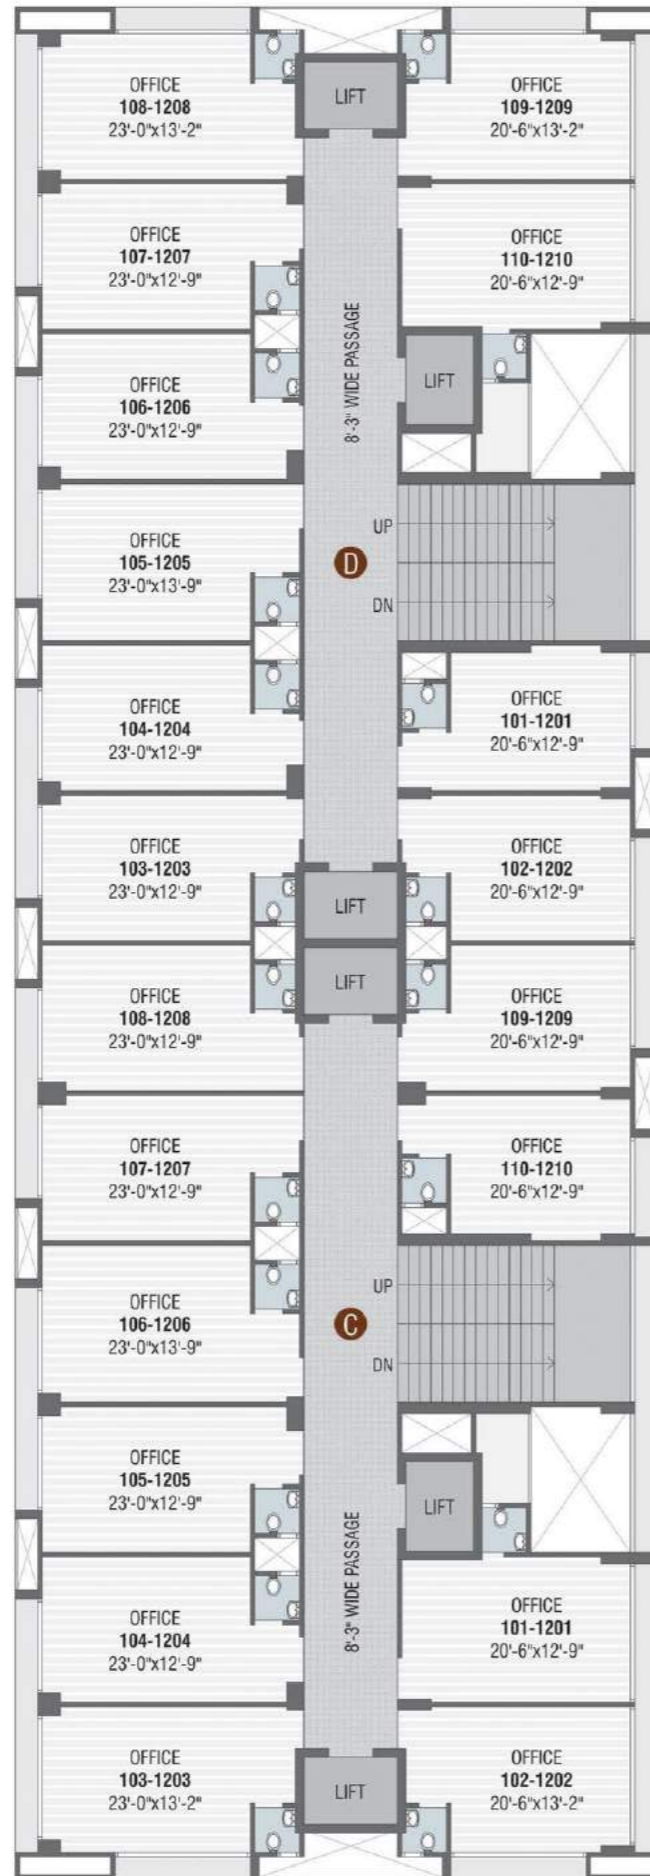 LIFT
OFFICE
108-1208
23'-0"x13'-2"
OFFICE
109-1209
20'-6"x13'-2"
OFFICE
107-1207
23'-0"x12'-9"
OFFICE
110-1210
20'-6"x12'-9"
8'-3" WIDE PASSAGE
LIFT
OFFICE
106-1206
23'-0"x12'-9"
UP
OFFICE
105-1205
23'-0"x13'-9"
D
DN
OFFICE
104-1204
23'-0"x12'-9"
OFFICE
101-1201
20'-6"x12'-9"
OFFICE
103-1203
23'-0"x12'-9"
OFFICE
102-1202
20'-6"x12'-9"
LIFT
LIFT
OFFICE
108-1208
23'-0"x12'-9"
OFFICE
109-1209
20'-6"x12'-9"
OFFICE
107-1207
23'-0"x12'-9"
OFFICE
110-1210
20'-6"x12'-9"
UP
OFFICE
106-1206
23'-0"x13'-9"
C
DN
OFFICE
105-1205
23'-0"x12'-9"
LIFT
8'-3" WIDE PASSAGE
OFFICE
104-1204
23'-0"x12'-9"
OFFICE
101-1201
20'-6"x12'-9"
OFFICE
103-1203
23'-0"x13'-2"
LIFT
OFFICE
102-1202
20'-6"x13'-2"